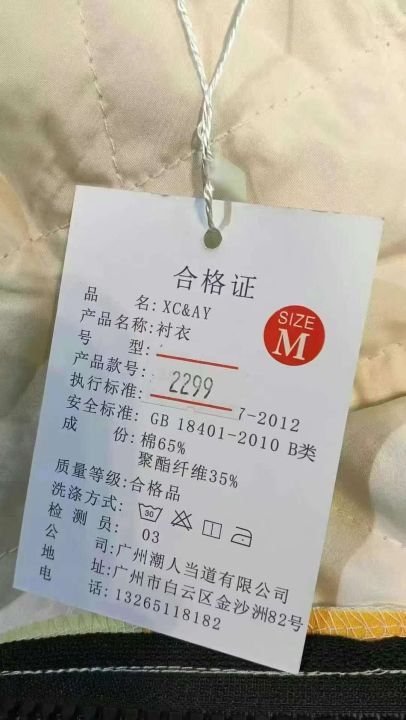 合格证
品 名: XC&AY
产品名称: 衬衣
号 型:
SIZE
M
产品款号:
2299
执行标准: 7-2012
安全标准: GB 18401-2010 B类
成 份: 棉65%
聚酯纤维35%
质量等级: 合格品
洗涤方式: 30
检 测 员: 03
公 司: 广州潮人当道有限公司
地 址: 广州市白云区金沙洲82号
电 话: 13265118182